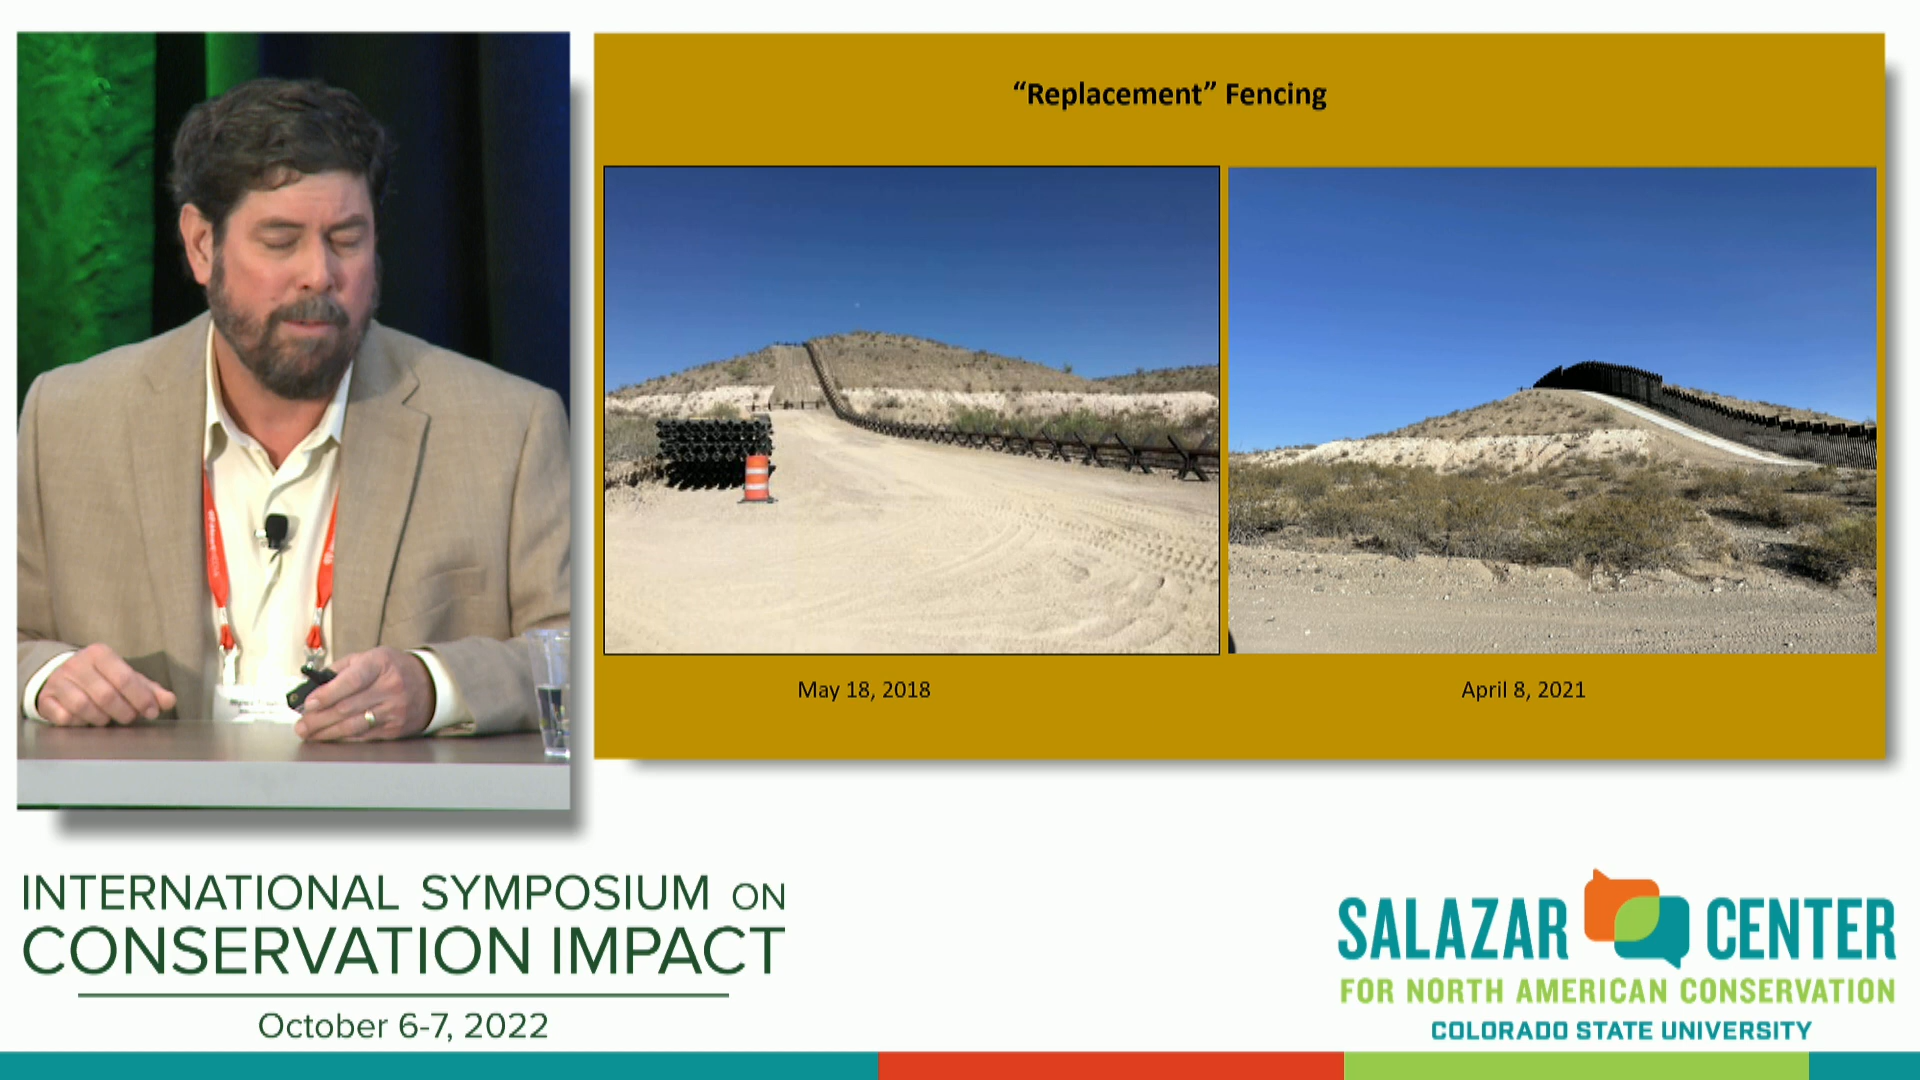 “Replacement” Fencing
May 18, 2018
April 8, 2021
INTERNATIONAL SYMPOSIUM ON
CONSERVATION IMPACT
October 6-7, 2022
SALAZAR CENTER
FOR NORTH AMERICAN CONSERVATION
COLORADO STATE UNIVERSITY